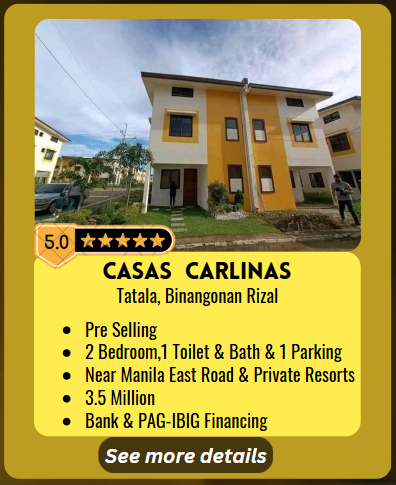 5.0
CASAS CARLINAS
Tatala, Binangonan Rizal
• Pre Selling
• 2 Bedroom,1 Toilet & Bath & 1 Parking
• Near Manila East Road & Private Resorts
• 3.5 Million
• Bank & PAG-IBIG Financing
See more details